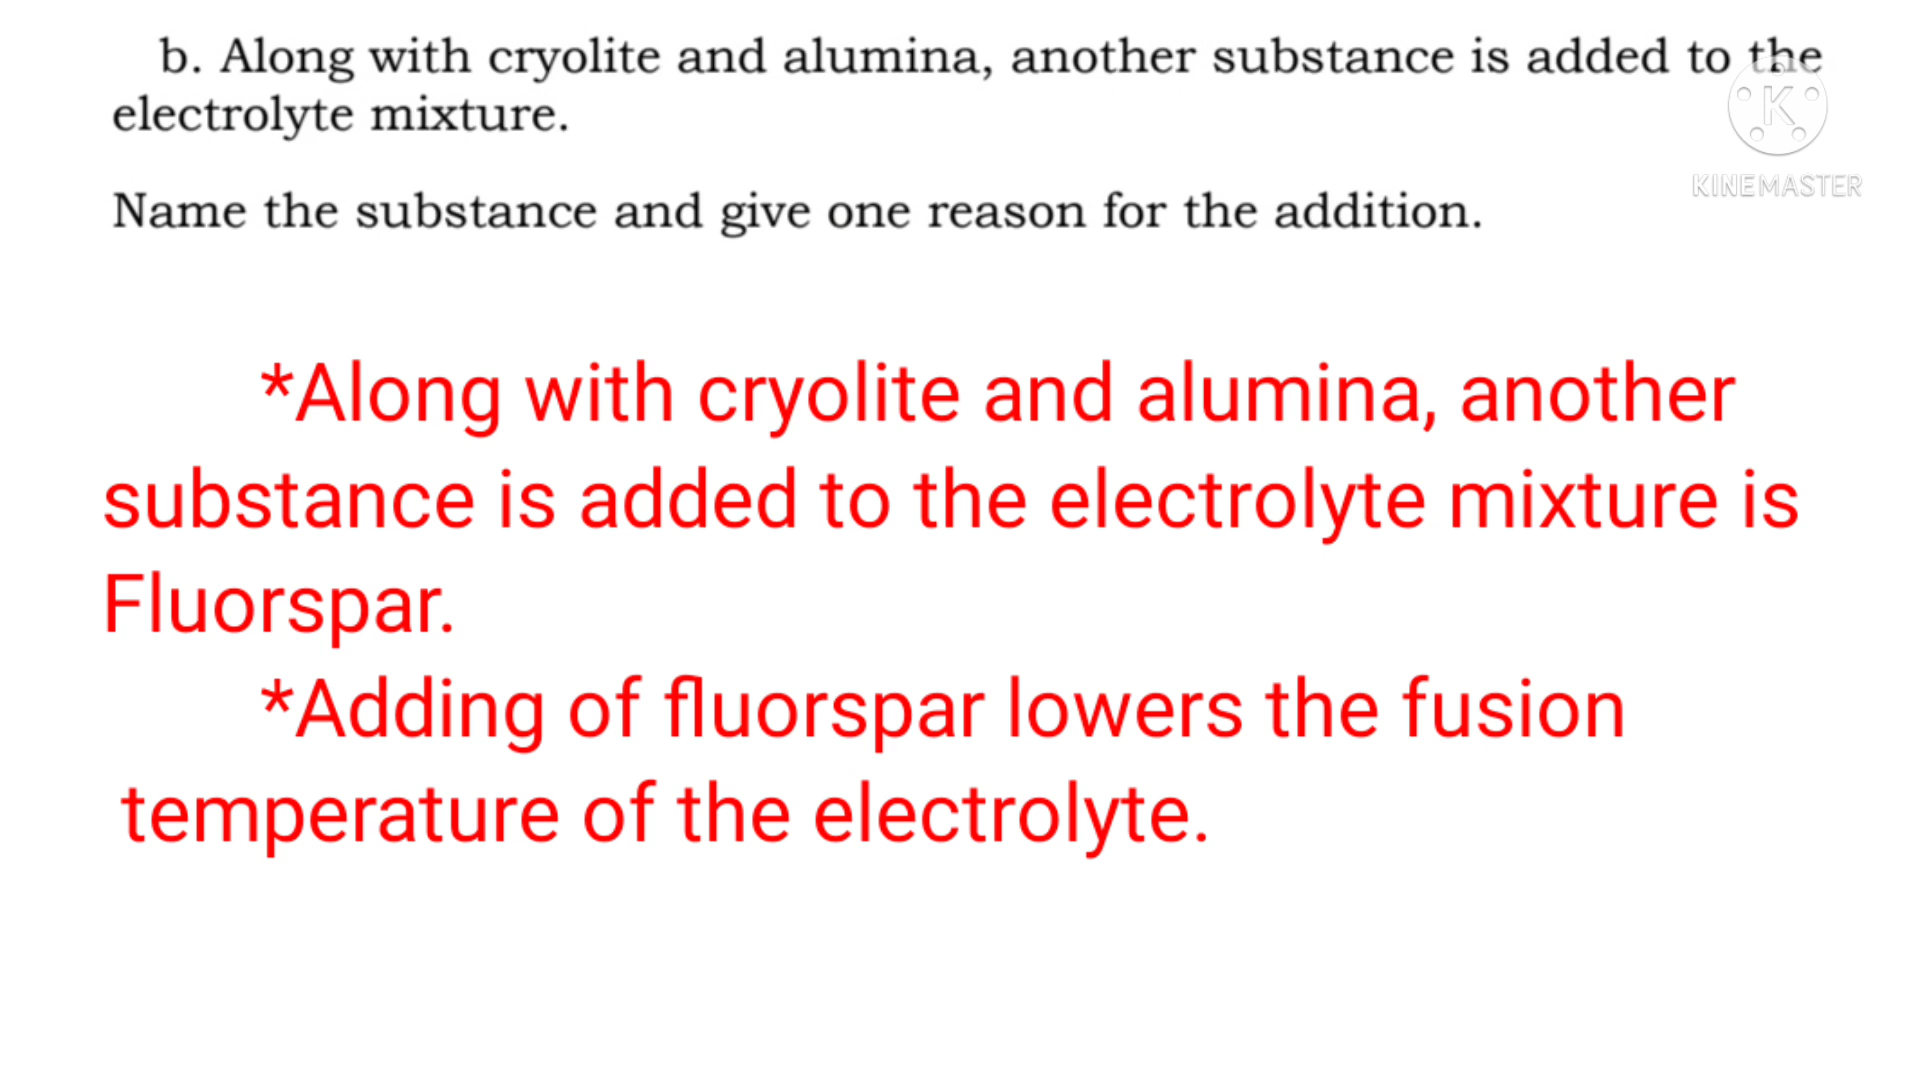 b. Along with cryolite and alumina, another substance is added to the
electrolyte mixture.
K
KINEMASTER
Name the substance and give one reason for the addition.
*Along with cryolite and alumina, another
substance is added to the electrolyte mixture is
Fluorspar.
*Adding of fluorspar lowers the fusion
temperature of the electrolyte.